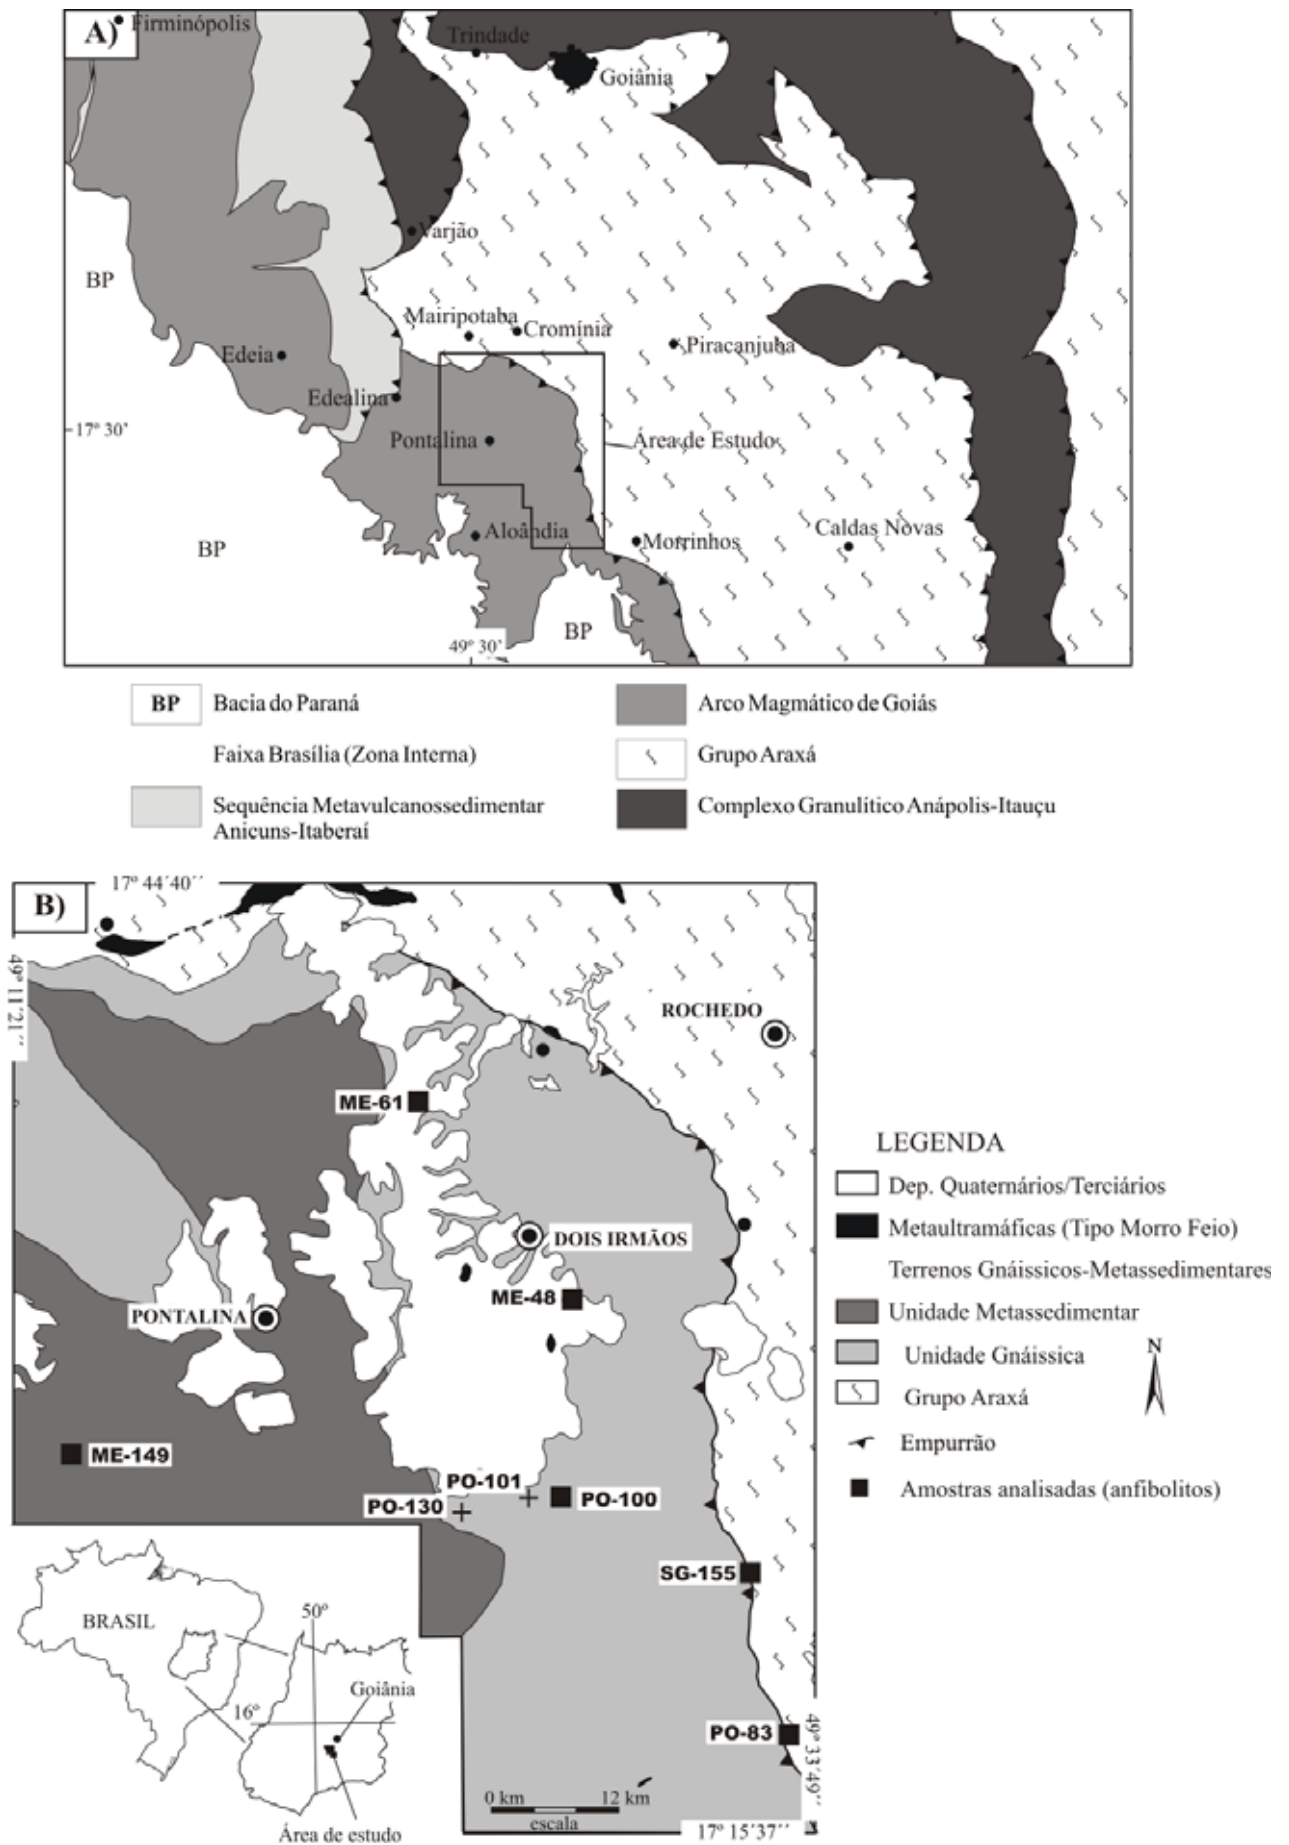 A)
Firminópolis
Trindade
Goiânia
Varjão
BP
Mairipotaba
Cromínia
Piracanjuba
Edeia
Edealina
17° 30'
Pontalina
Área de Estudo
Aloândia
Morrinhos
Caldas Novas
BP
BP
49° 30'
BP Bacia do Paraná
Arco Magmático de Goiás
Faixa Brasília (Zona Interna)
Grupo Araxá
Sequência Metavulcanossedimentar
Anicuns-Itaberaí
Complexo Granulítico Anápolis-Itauçu
B)
17° 44´40´´
49° 11´21´´
ROCHEDO
ME-61
DOIS IRMÃOS
ME-48
PONTALINA
ME-149
PO-101
PO-130
PO-100
SG-155
PO-83
49° 33´49´´
17° 15´37´´
0 km 12 km
escala
LEGENDA
Dep. Quaternários/Terciários
Metaultramáficas (Tipo Morro Feio)
Terrenos Gnáissicos-Metassedimentares
Unidade Metassedimentar
Unidade Gnáissica
N
Grupo Araxá
Empurrão
Amostras analisadas (anfibolitos)
BRASIL
50°
Goiânia
16°
Área de estudo